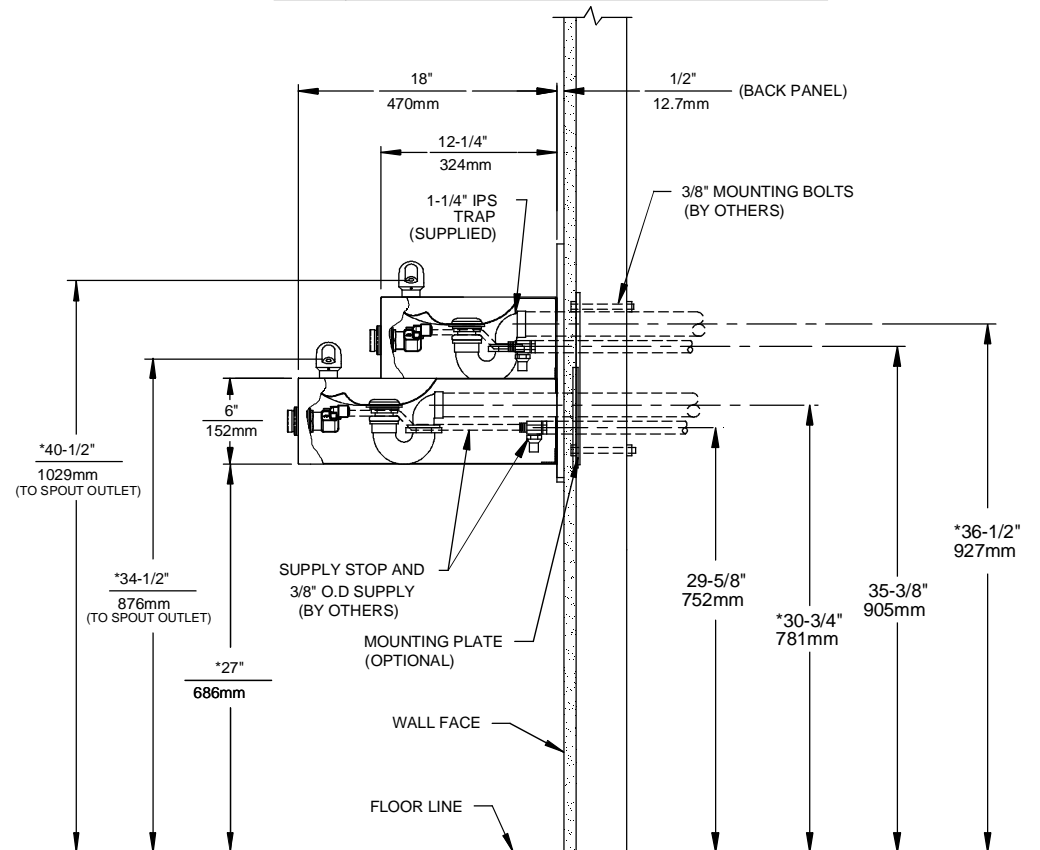 18"
470mm
1/2"
12.7mm
(BACK PANEL)
12-1/4"
324mm
1-1/4" IPS
TRAP
(SUPPLIED)
3/8" MOUNTING BOLTS
(BY OTHERS)
6"
152mm
*40-1/2"
1029mm
(TO SPOUT OUTLET)
*34-1/2"
876mm
(TO SPOUT OUTLET)
*27"
686mm
SUPPLY STOP AND
3/8" O.D SUPPLY
(BY OTHERS)
MOUNTING PLATE
(OPTIONAL)
WALL FACE
FLOOR LINE
29-5/8"
752mm
*30-3/4"
781mm
35-3/8"
905mm
*36-1/2"
927mm